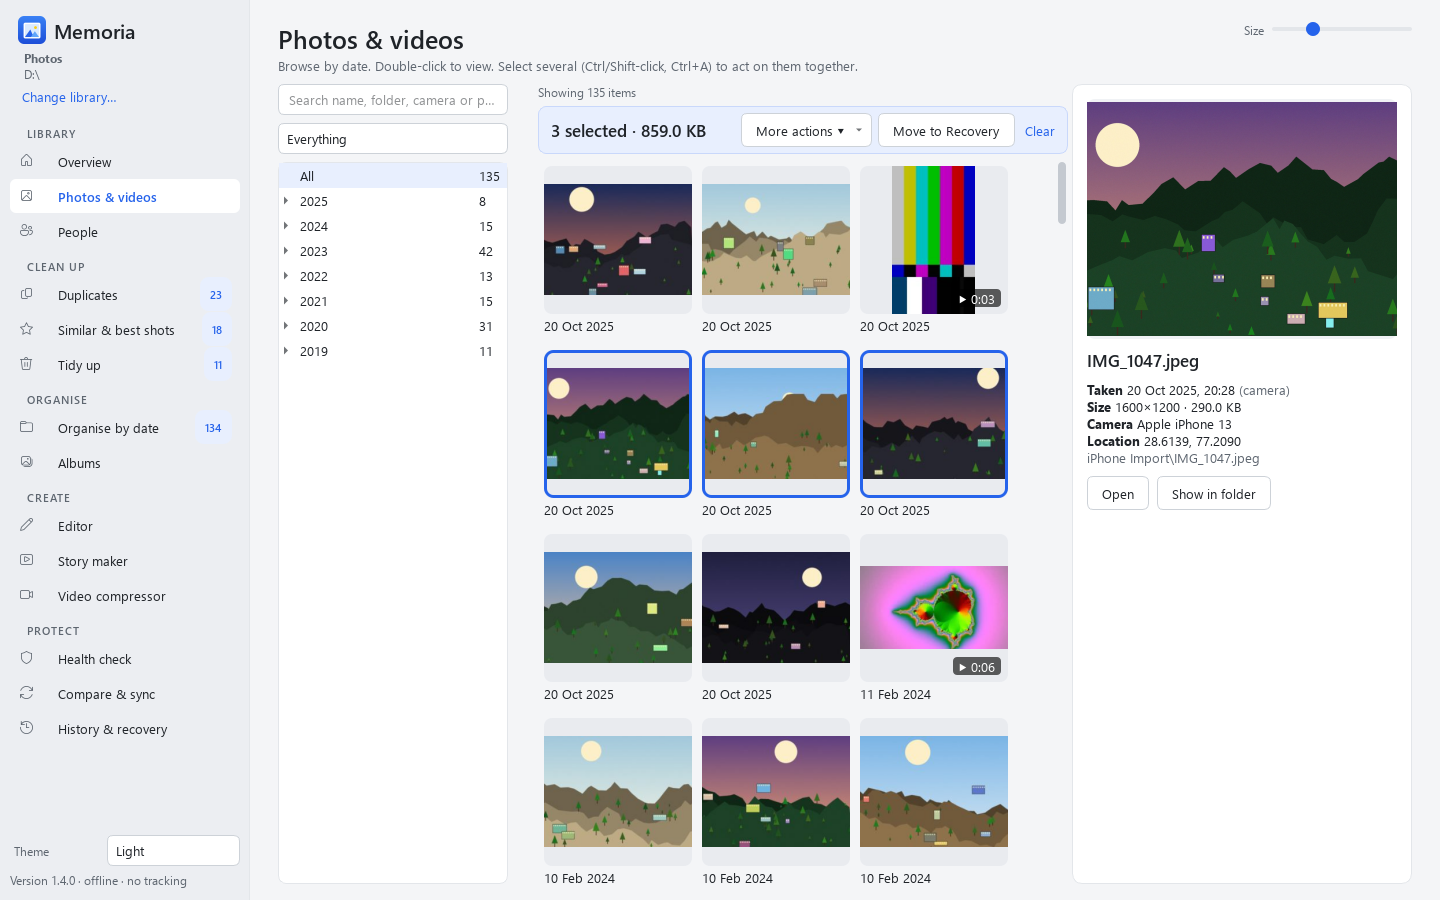 Memoria
Photos
D:\
Change library...
LIBRARY
Overview
Photos & videos
People
CLEAN UP
Duplicates 23
Similar & best shots 18
Tidy up 11
ORGANISE
Organise by date 134
Albums
CREATE
Editor
Story maker
Video compressor
PROTECT
Health check
Compare & sync
History & recovery
Theme Light
Version 1.4.0 · offline · no tracking
Photos & videos
Browse by date. Double-click to view. Select several (Ctrl/Shift-click, Ctrl+A) to act on them together.
Size
Search name, folder, camera or p...
Everything
All 135
2025 8
2024 15
2023 42
2022 13
2021 15
2020 31
2019 11
Showing 135 items
3 selected · 859.0 KB More actions ▾ Move to Recovery Clear
0:03
20 Oct 2025 20 Oct 2025 20 Oct 2025
20 Oct 2025 20 Oct 2025 20 Oct 2025
0:06
20 Oct 2025 20 Oct 2025 11 Feb 2024
10 Feb 2024 10 Feb 2024 10 Feb 2024
IMG_1047.jpeg
Taken 20 Oct 2025, 20:28 (camera)
Size 1600×1200 · 290.0 KB
Camera Apple iPhone 13
Location 28.6139, 77.2090
iPhone Import\IMG_1047.jpeg
Open Show in folder